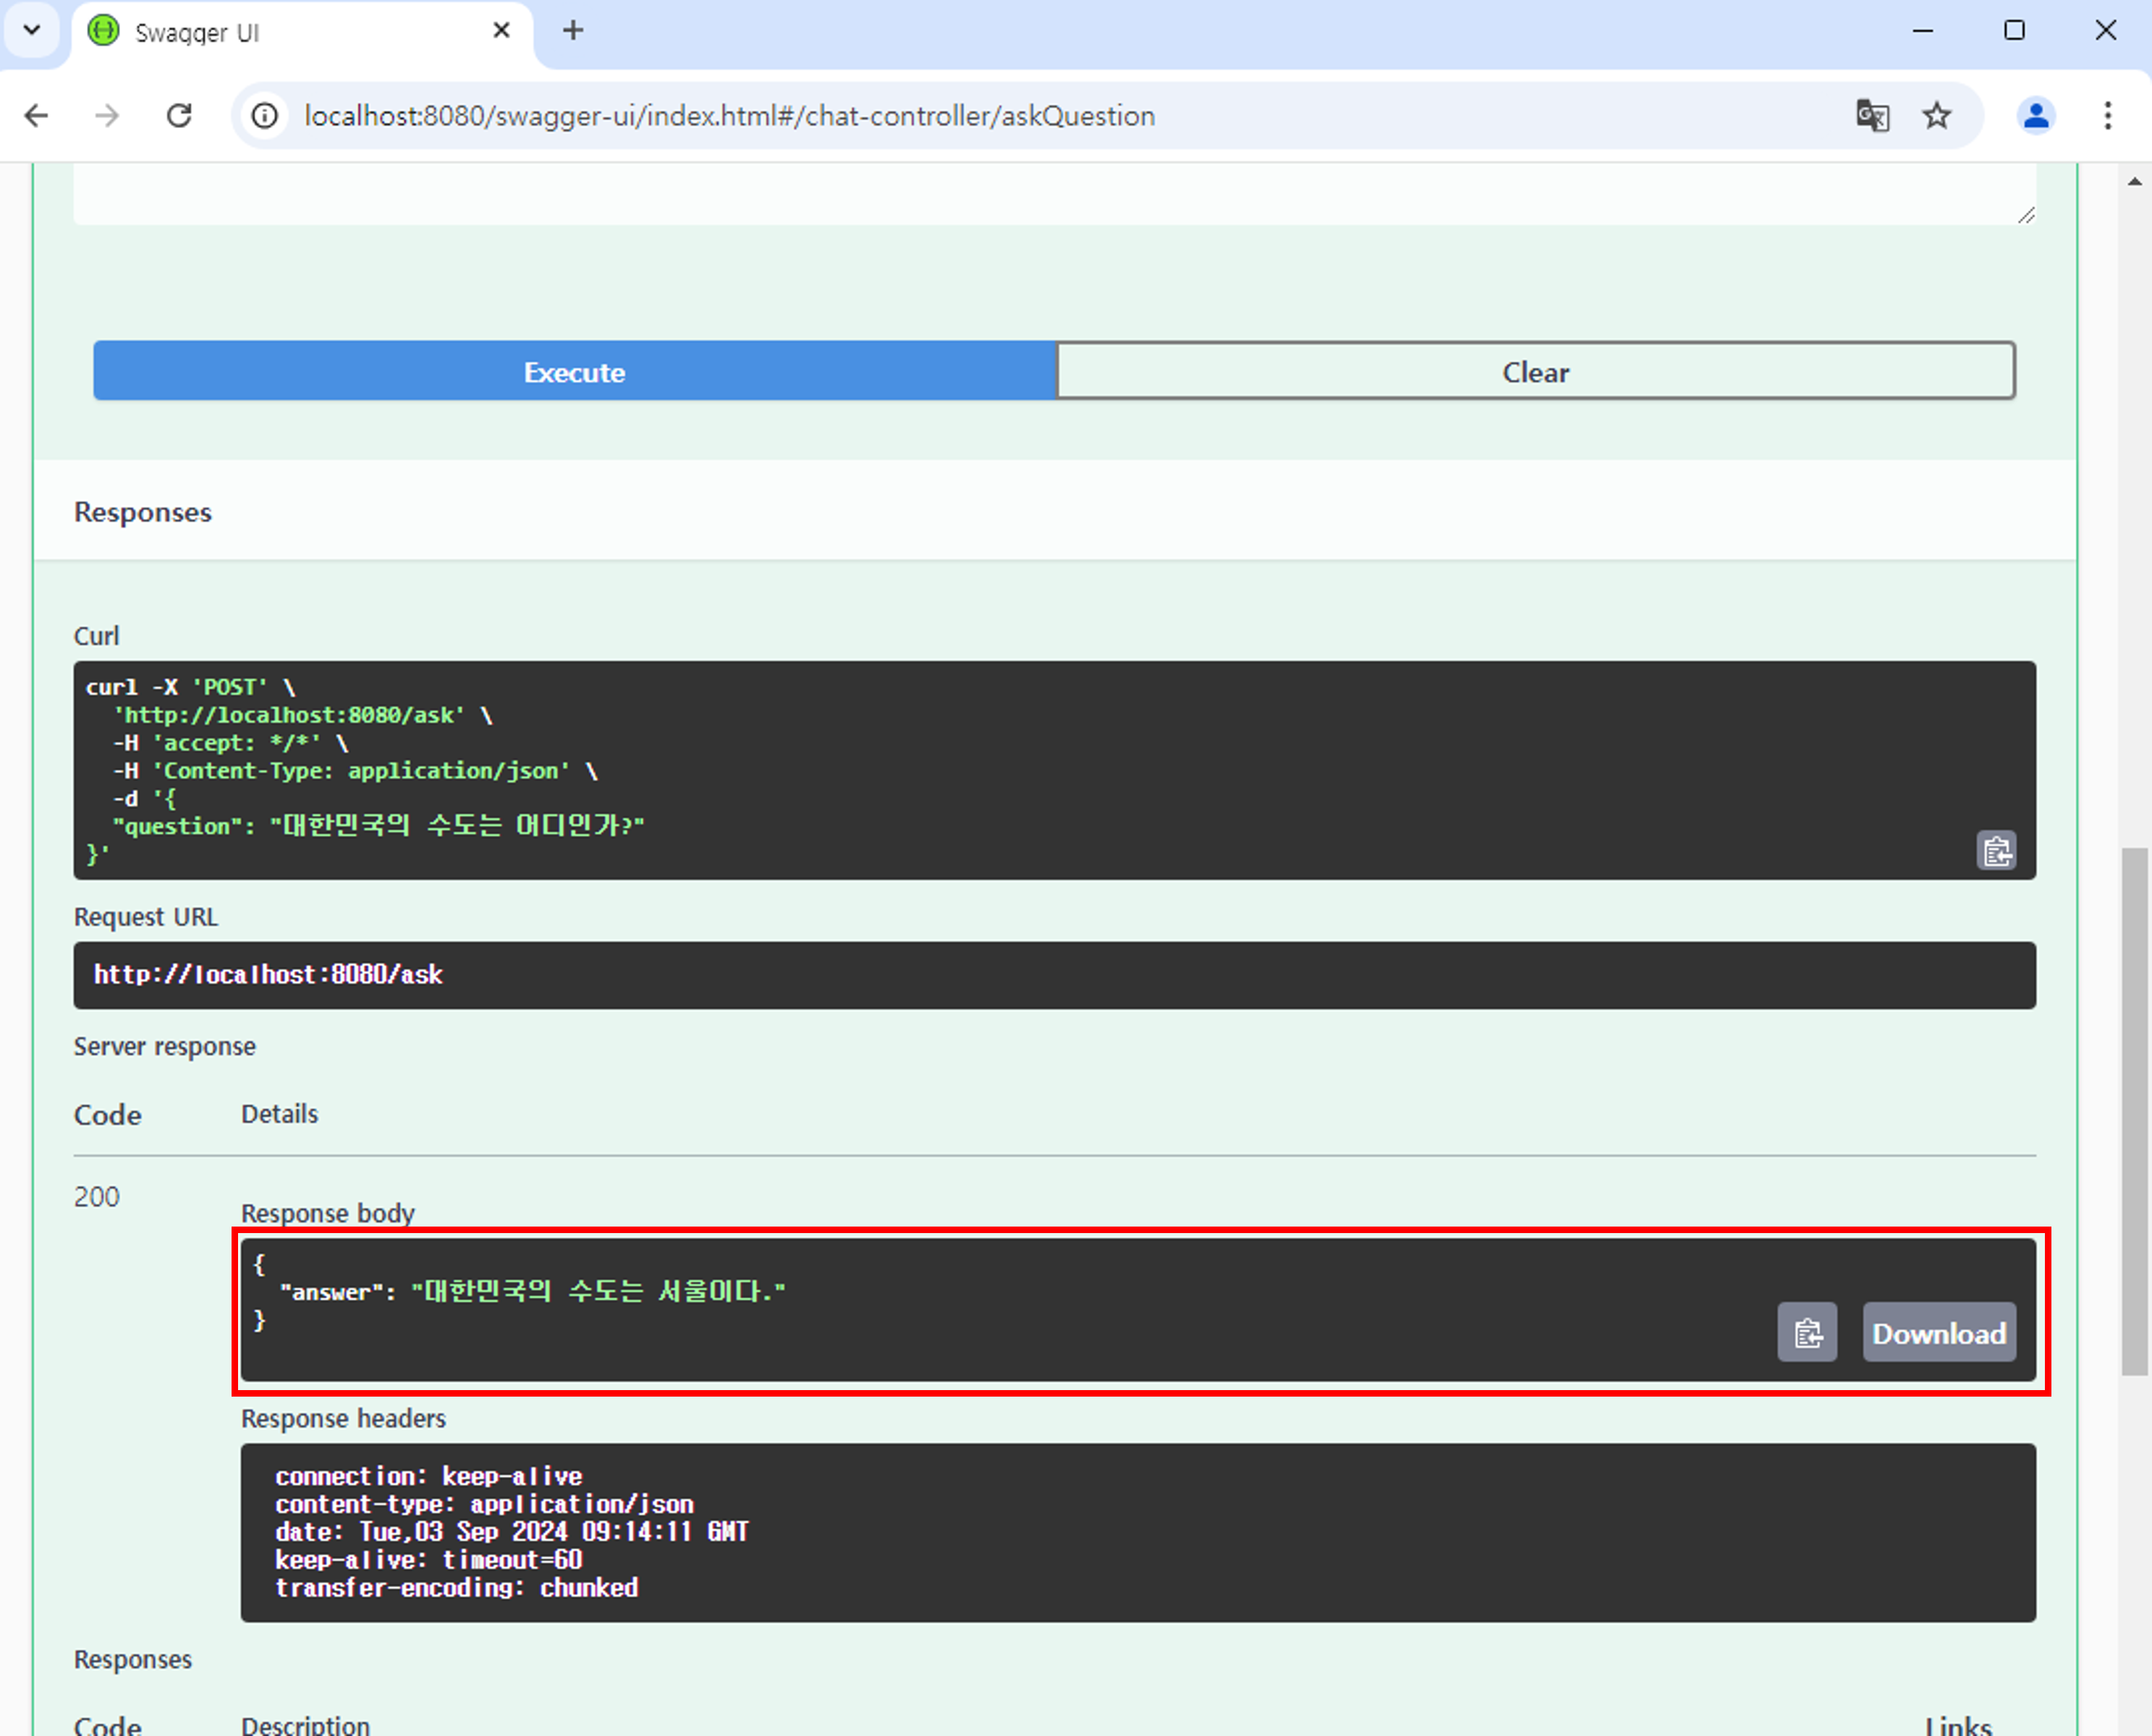 Swagger UI
localhost:8080/swagger-ui/index.html#/chat-controller/askQuestion
Execute
Clear
Responses
Curl
curl -X 'POST' \
'http://localhost:8080/ask' \
-H 'accept: */*' \
-H 'Content-Type: application/json' \
-d '{
"question": "대한민국의 수도는 어디인가?"
}'
Request URL
http://localhost:8080/ask
Server response
Code Details
200
Response body
{
"answer": "대한민국의 수도는 서울이다."
}
Download
Response headers
connection: keep-alive
content-type: application/json
date: Tue,03 Sep 2024 09:14:11 GMT
keep-alive: timeout=60
transfer-encoding: chunked
Responses
Code Description Links